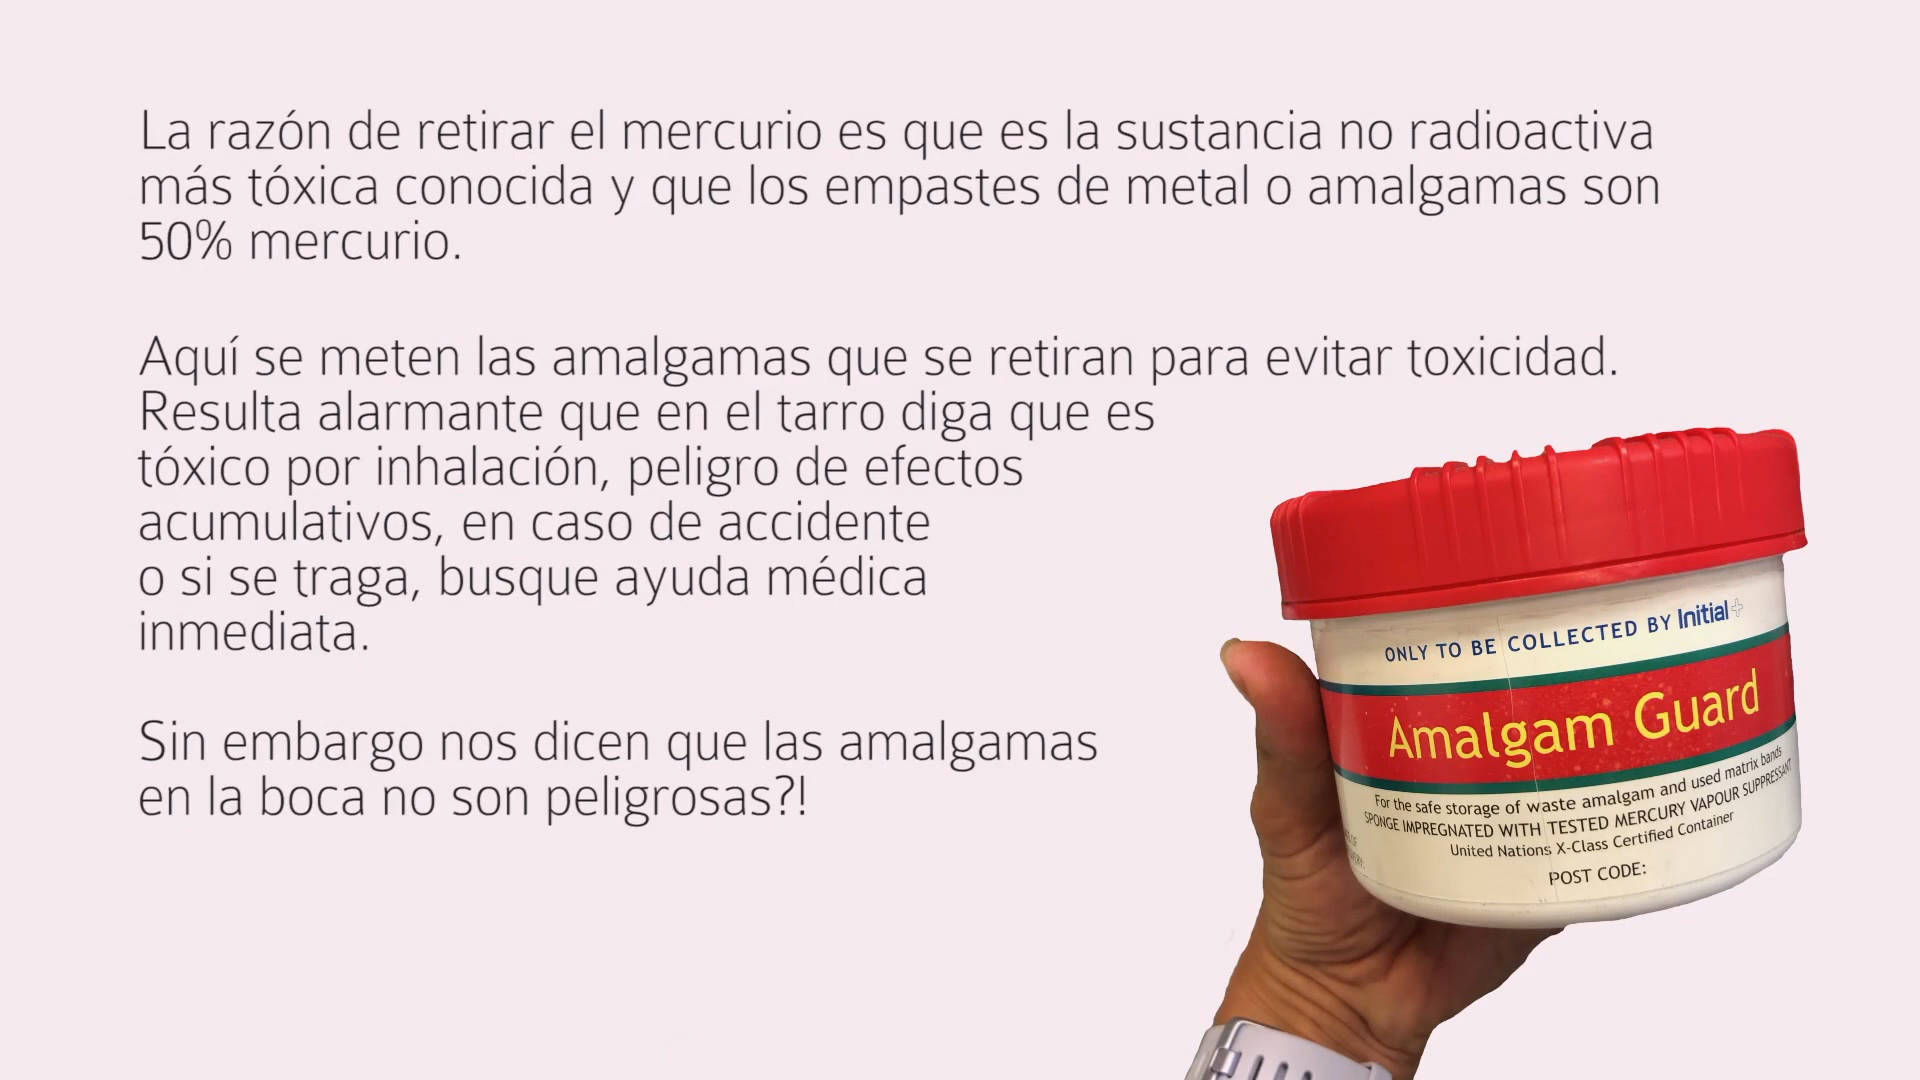 La razón de retirar el mercurio es que es la sustancia no radioactiva
más tóxica conocida y que los empastes de metal o amalgamas son
50% mercurio.
Aquí se meten las amalgamas que se retiran para evitar toxicidad.
Resulta alarmante que en el tarro diga que es
tóxico por inhalación, peligro de efectos
acumulativos, en caso de accidente
o si se traga, busque ayuda médica
inmediata.
Sin embargo nos dicen que las amalgamas
en la boca no son peligrosas?!
ONLY TO BE COLLECTED BY Initial
Amalgam Guard
For the safe storage of waste amalgam and used matrix bands
SPONGE IMPREGNATED WITH TESTED MERCURY VAPOUR SUPPRESSANT
United Nations X-Class Certified Container
POST CODE: